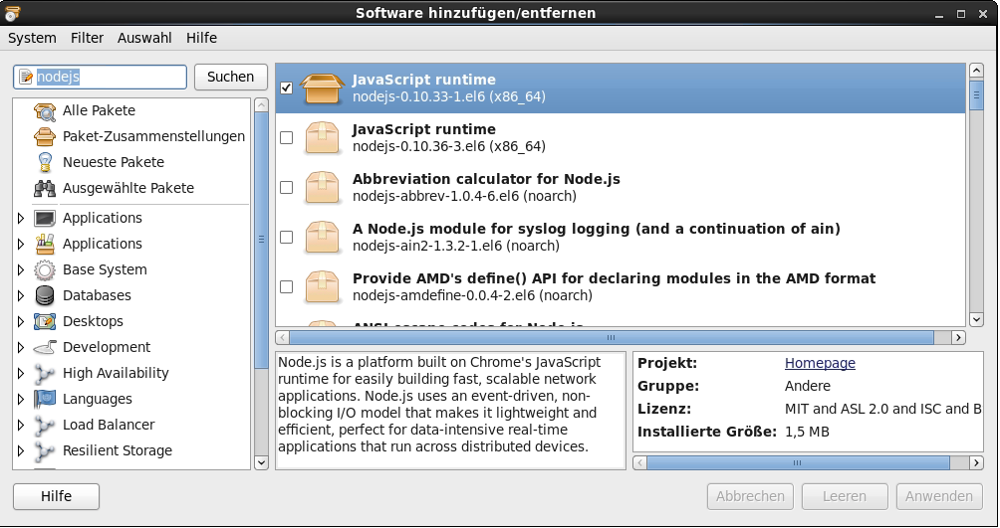 Software hinzufügen/entfernen
System Filter Auswahl Hilfe
nodejs Suchen
Alle Pakete
Paket-Zusammenstellungen
Neueste Pakete
Ausgewählte Pakete
Applications
Applications
Base System
Databases
Desktops
Development
High Availability
Languages
Load Balancer
Resilient Storage
JavaScript runtime
nodejs-0.10.33-1.el6 (x86_64)
JavaScript runtime
nodejs-0.10.36-3.el6 (x86_64)
Abbreviation calculator for Node.js
nodejs-abbrev-1.0.4-6.el6 (noarch)
A Node.js module for syslog logging (and a continuation of ain)
nodejs-ain2-1.3.2-1.el6 (noarch)
Provide AMD's define() API for declaring modules in the AMD format
nodejs-amdefine-0.0.4-2.el6 (noarch)
ANSI escape codes for Node.js
Node.js is a platform built on Chrome's JavaScript
runtime for easily building fast, scalable network
applications. Node.js uses an event-driven, non-
blocking I/O model that makes it lightweight and
efficient, perfect for data-intensive real-time
applications that run across distributed devices.
Projekt: Homepage
Gruppe: Andere
Lizenz: MIT and ASL 2.0 and ISC and B
Installierte Größe: 1,5 MB
Hilfe Abbrechen Leeren Anwenden